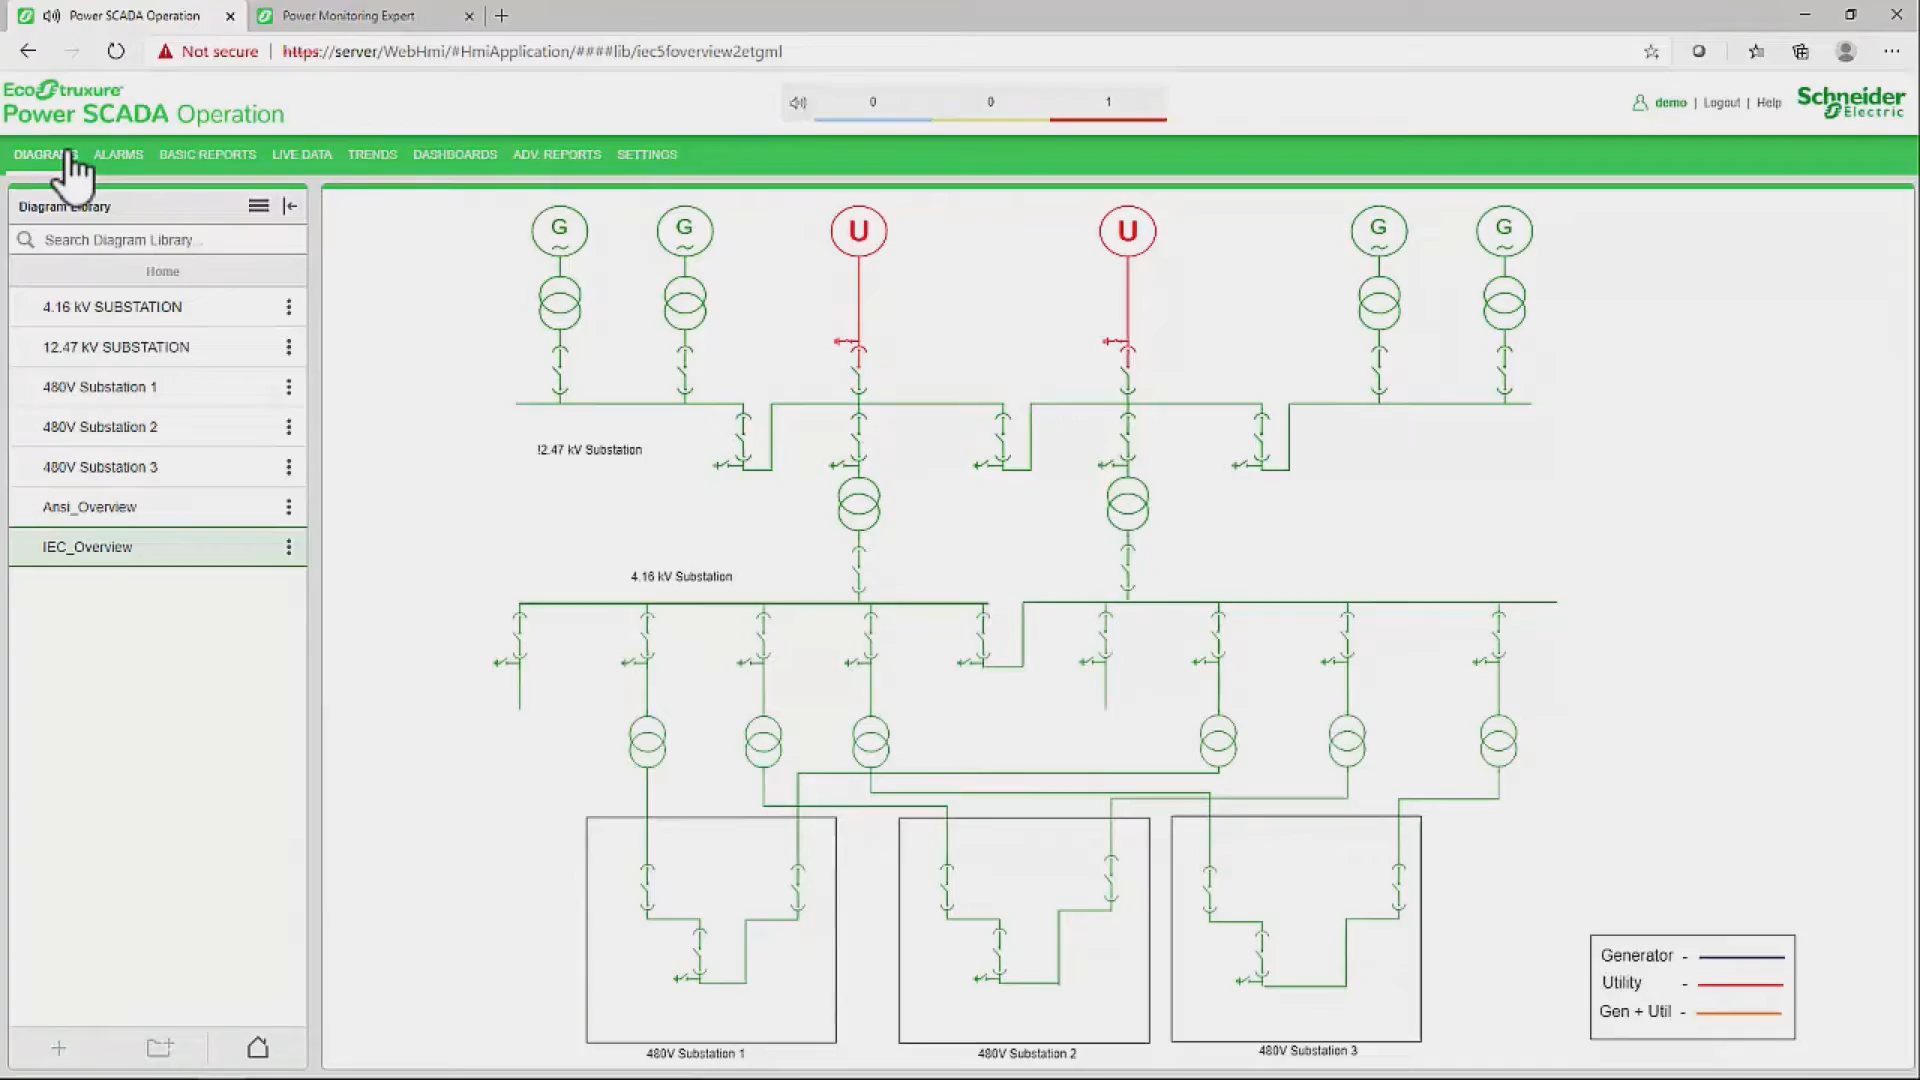 Power SCADA Operation
Power Monitoring Expert
Not secure | https://server/WebHmi/#HmiApplication/####lib/iec5foverview2etgml
EcoStruxure
Power SCADA Operation
0 0 1
demo | Logout | Help
Schneider
Electric
DIAGRAMS ALARMS BASIC REPORTS LIVE DATA TRENDS DASHBOARDS ADV. REPORTS SETTINGS
Diagram Library
Search Diagram Library...
Home
4.16 kV SUBSTATION
12.47 kV SUBSTATION
480V Substation 1
480V Substation 2
480V Substation 3
Ansi_Overview
IEC_Overview
G G U U G G
12.47 kV Substation
4.16 kV Substation
480V Substation 1
480V Substation 2
480V Substation 3
Generator -
Utility -
Gen + Util -